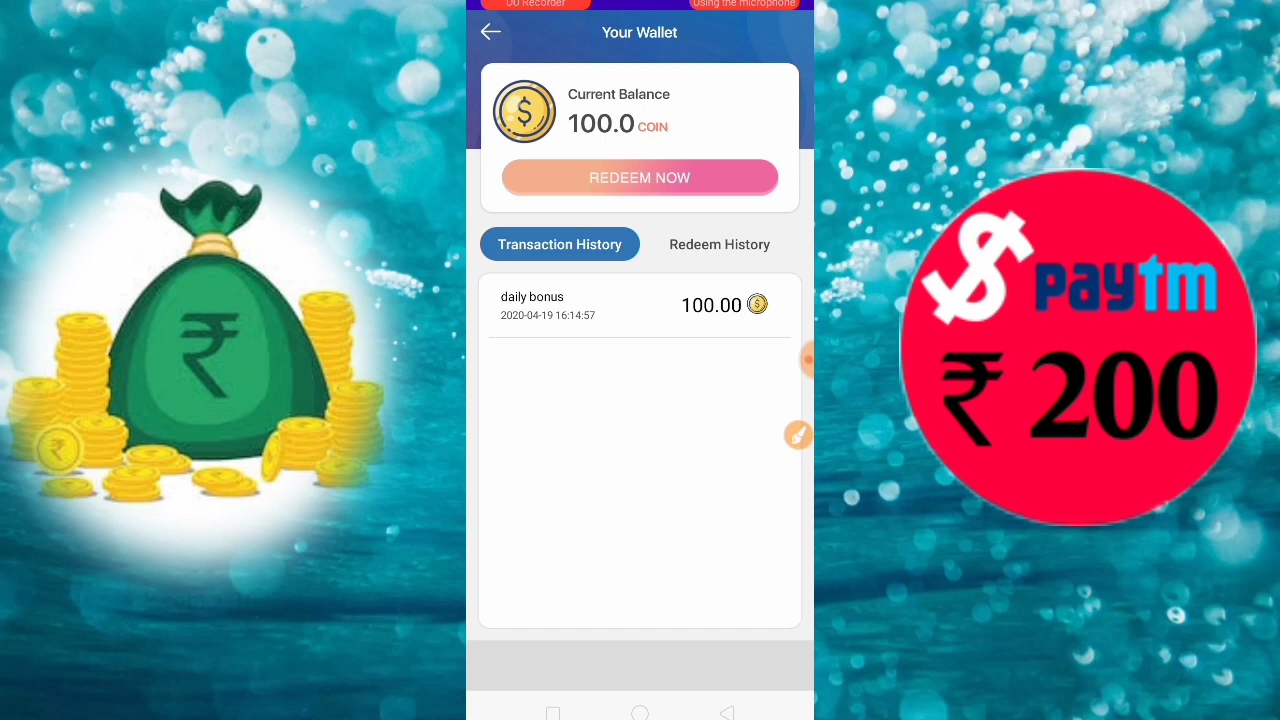 DU Recorder
Using the microphone
Your Wallet
Current Balance
100.0 COIN
REDEEM NOW
Transaction History
Redeem History
daily bonus
2020-04-19 16:14:57
100.00
₹
₹
$
paytm
₹ 200